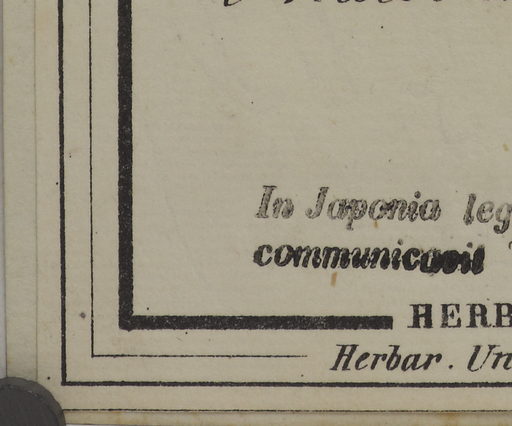 In Japonia leg
communicavit
HERB
Herbar. Un